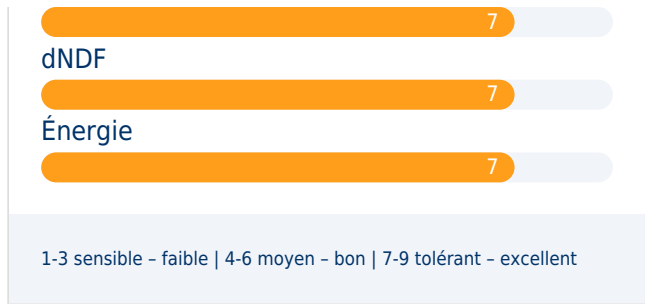 7
dNDF
7
Énergie
7
1-3 sensible – faible | 4-6 moyen – bon | 7-9 tolérant – excellent